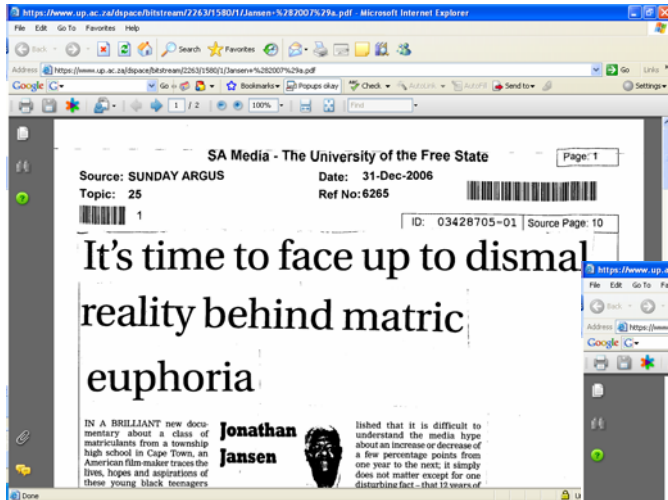 https://www.up.ac.za/dspace/bitstream/2263/1580/1/Jansen+%282007%29a.pdf - Microsoft Internet Explorer
File Edit Go To Favorites Help
Back Search Favorites
Address https://www.up.ac.za/dspace/bitstream/2263/1580/1/Jansen+%282007%29a.pdf Go Links
Google G Go Bookmarks Popups okay Check AutoLink AutoFill Send to Settings
1 / 2 100% Find
SA Media - The University of the Free State Page: 1
Source: SUNDAY ARGUS Date: 31-Dec-2006
Topic: 25 Ref No: 6265
1
ID: 03428705-01 Source Page: 10
It's time to face up to dismal
reality behind matric
euphoria
IN A BRILLIANT new docu-
mentary about a class of
matriculants from a township
high school in Cape Town, an
American film-maker traces the
lives, hopes and aspirations of
these young black teenagers
Jonathan
Jansen
lished that it is difficult to
understand the media hype
about an increase or decrease of
a few percentage points from
one year to the next; it simply
does not matter except for one
disturbing fact – that 12 years of
Done
https://www.up.a
File Edit Go To
Back
Address https://www
Google G